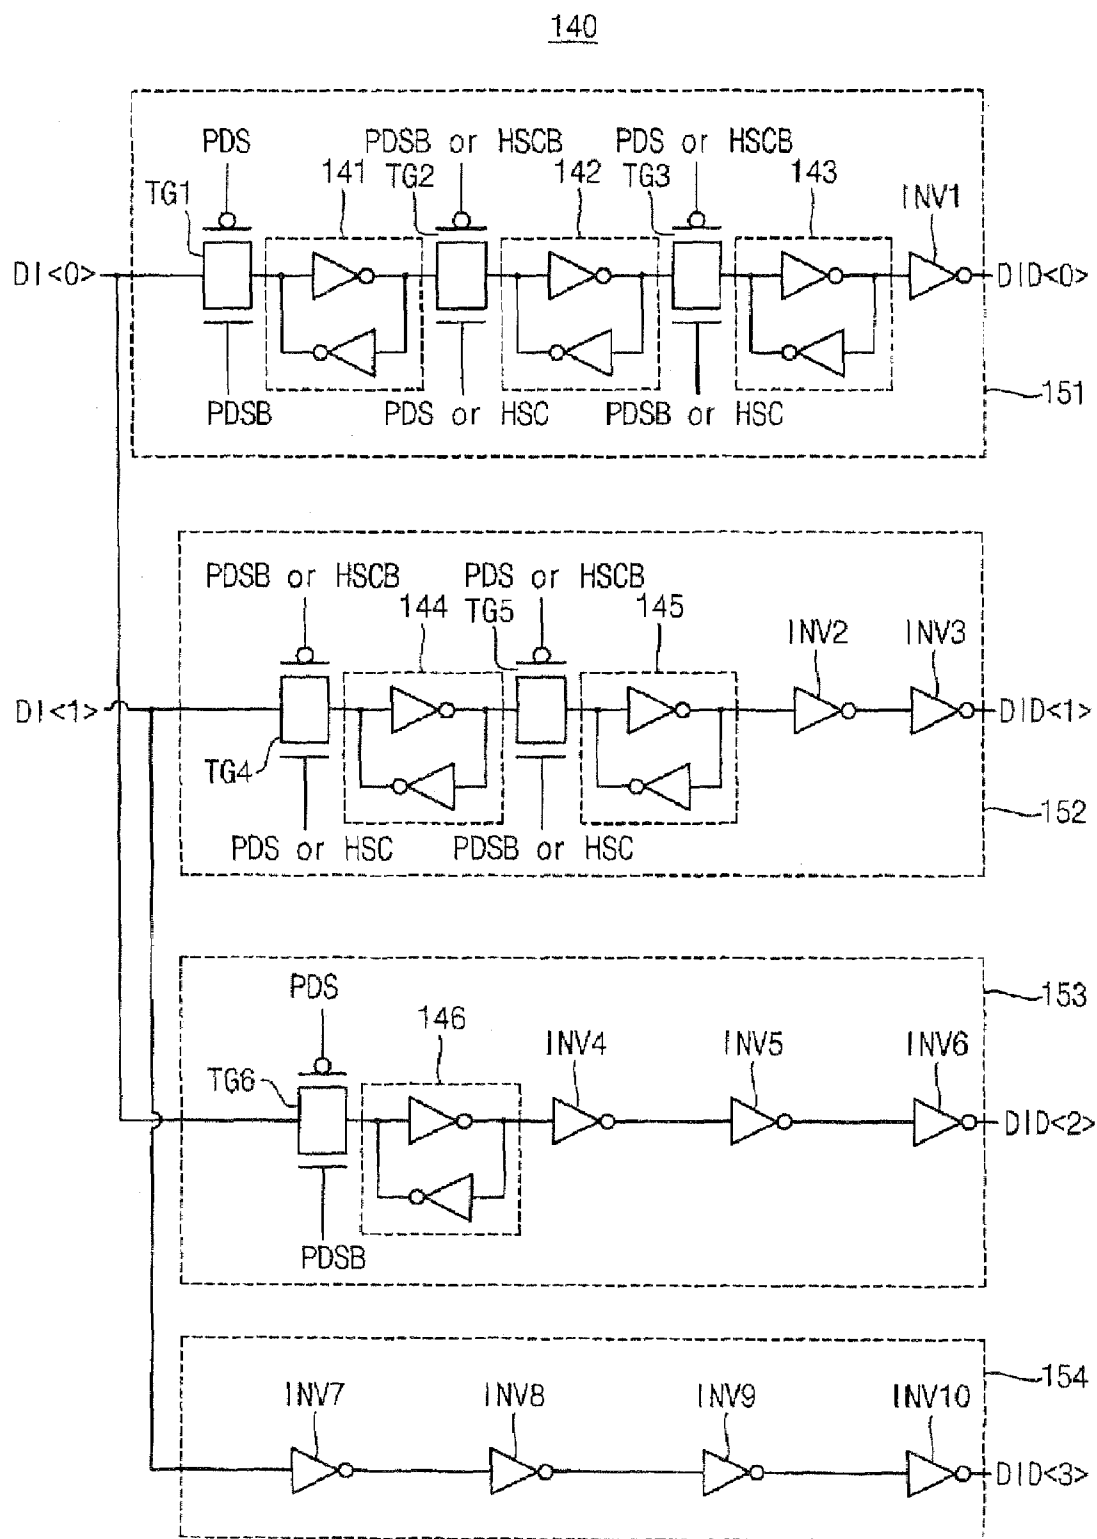 140
PDS
PDSB or HSCB
PDS or HSCB
TG1
141
TG2
142
TG3
143
INV1
DI<0>
DID<0>
PDSB
PDS or HSC
PDSB or HSC
151
PDSB or HSCB
PDS or HSCB
144
TG5
145
INV2
INV3
DI<1>
DID<1>
TG4
PDS or HSC
PDSB or HSC
152
PDS
153
146
INV4
INV5
INV6
TG6
DID<2>
PDSB
154
INV7
INV8
INV9
INV10
DID<3>